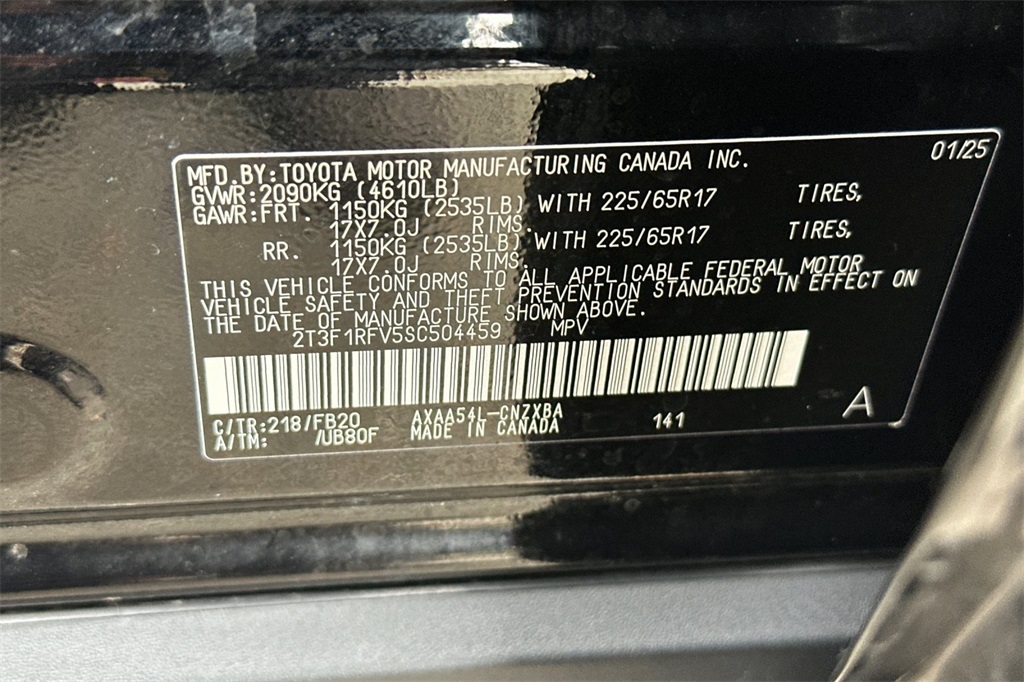 MFD.BY:TOYOTA MOTOR MANUFACTURING CANADA INC. 01/25
GVWR:2090KG (4610LB)
GAWR:FRT. 1150KG (2535LB) WITH 225/65R17 TIRES,
17X7.0J RIMS.
RR. 1150KG (2535LB) WITH 225/65R17 TIRES,
17X7.0J RIMS.
THIS VEHICLE CONFORMS TO ALL APPLICABLE FEDERAL MOTOR
VEHICLE SAFETY AND THEFT PREVENTION STANDARDS IN EFFECT ON
THE DATE OF MANUFACTURE SHOWN ABOVE.
2T3F1RFV5SC504459 MPV
C/TR:218/FB20 AXAA54L-CNZXBA 141 A
A/TM: /UB80F MADE IN CANADA